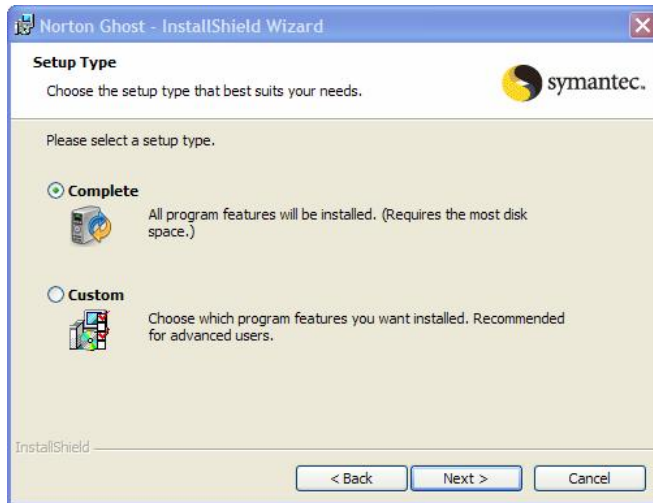 Norton Ghost - InstallShield Wizard
Setup Type
Choose the setup type that best suits your needs.
symantec.
Please select a setup type.
Complete
All program features will be installed. (Requires the most disk
space.)
Custom
Choose which program features you want installed. Recommended
for advanced users.
InstallShield
< Back
Next >
Cancel